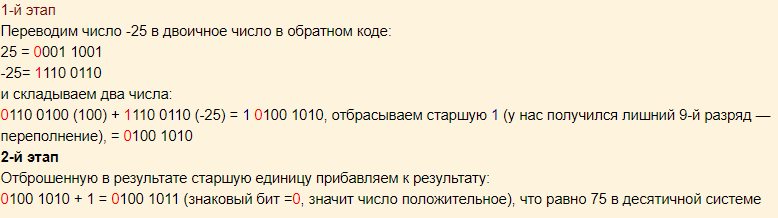 1-й этап
Переводим число -25 в двоичное число в обратном коде:
25 = 0001 1001
-25= 1110 0110
и складываем два числа:
0110 0100 (100) + 1110 0110 (-25) = 1 0100 1010, отбрасываем старшую 1 (у нас получился лишний 9-й разряд —
переполнение), = 0100 1010
2-й этап
Отброшенную в результате старшую единицу прибавляем к результату:
0100 1010 + 1 = 0100 1011 (знаковый бит =0, значит число положительное), что равно 75 в десятичной системе